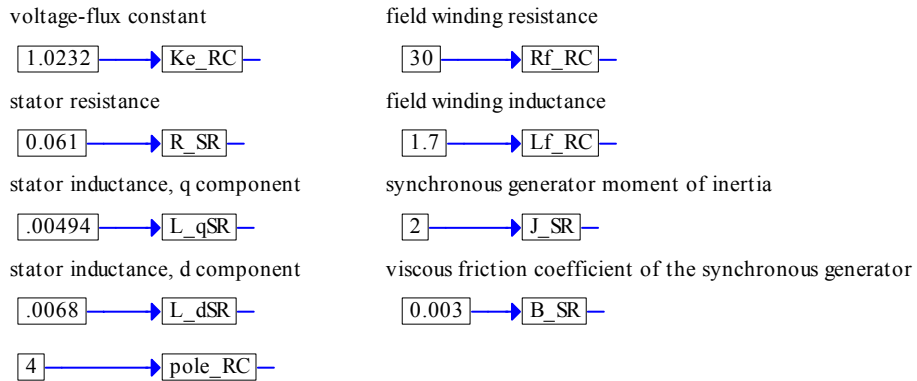 voltage-flux constant
1.0232 Ke_RC
stator resistance
0.061 R_SR
stator inductance, q component
.00494 L_qSR
stator inductance, d component
.0068 L_dSR
4 pole_RC
field winding resistance
30 Rf_RC
field winding inductance
1.7 Lf_RC
synchronous generator moment of inertia
2 J_SR
viscous friction coefficient of the synchronous generator
0.003 B_SR